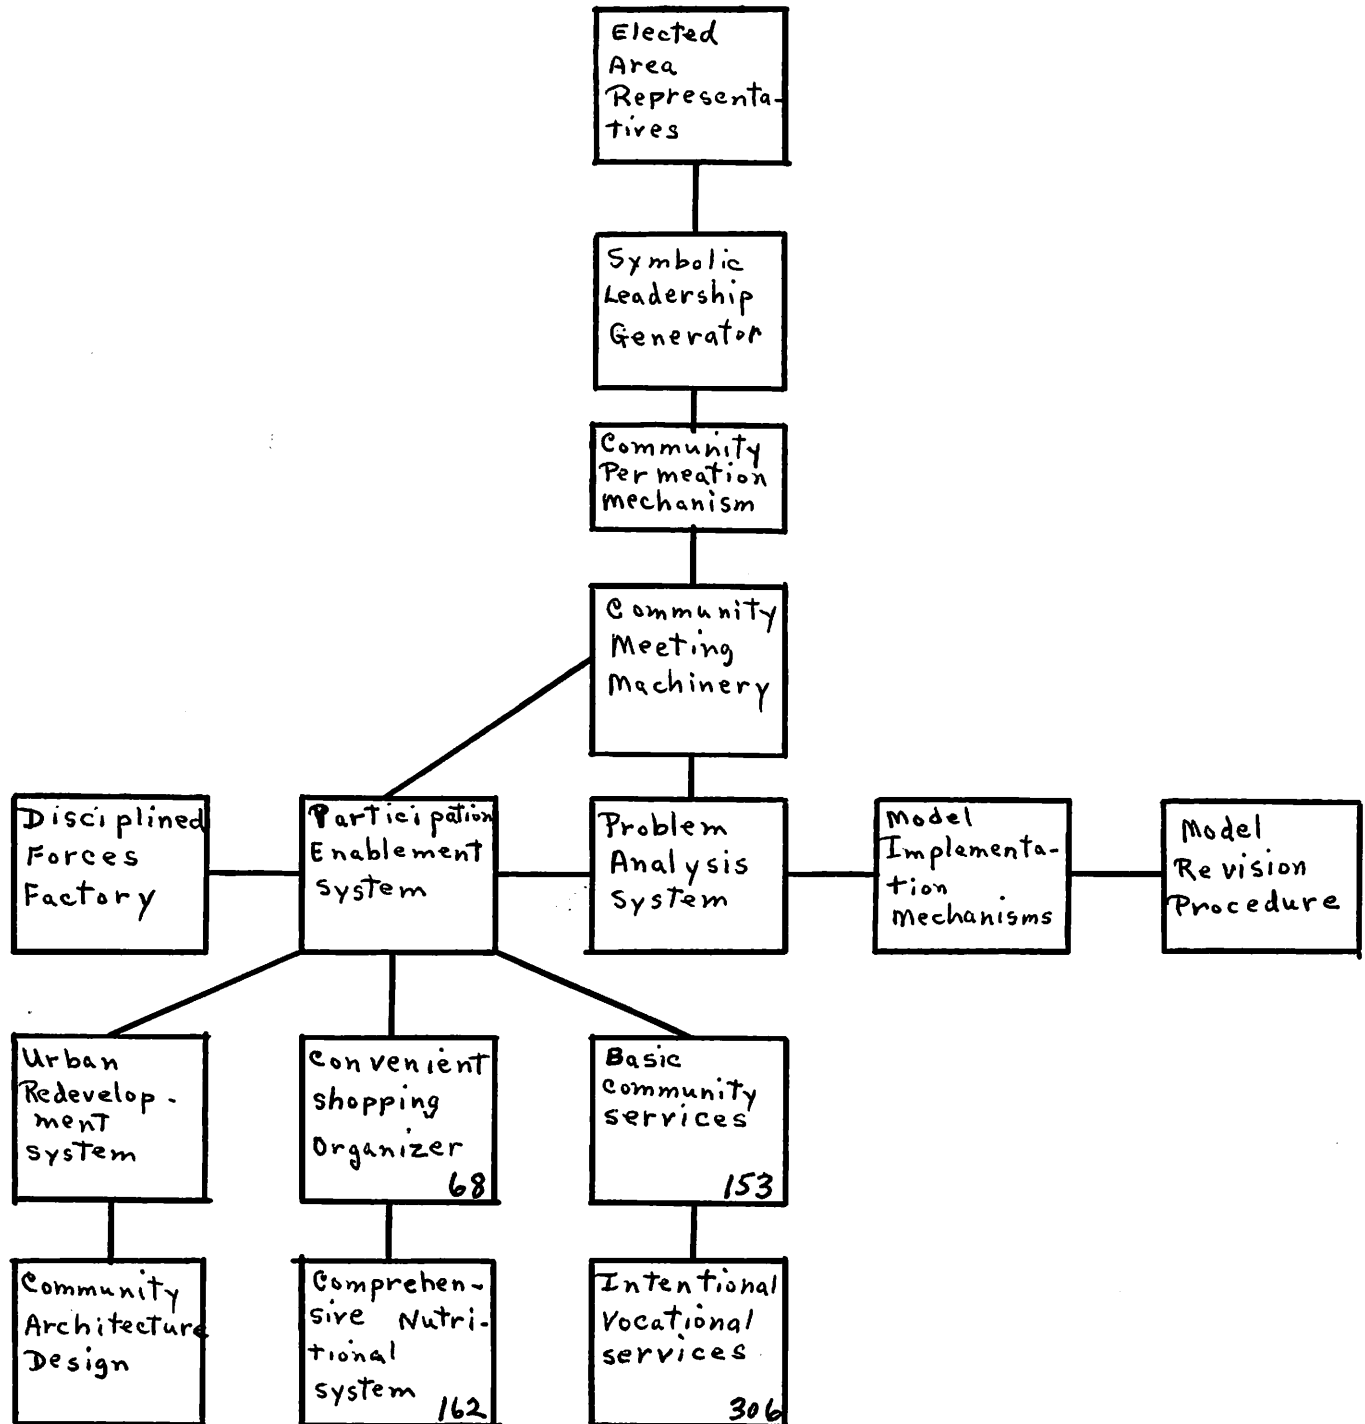 Elected
Area
Representa-
tives
Symbolic
Leadership
Generator
Community
Permeation
mechanism
Community
Meeting
Machinery
Disciplined
Forces
Factory
Participation
Enablement
system
Problem
Analysis
System
Model
Implementa-
tion
Mechanisms
Model
Revision
Procedure
Urban
Redevelop-
ment
system
Convenient
shopping
Organizer
68
Basic
community
services
153
Community
Architecture
Design
Comprehen-
sive Nutri-
tional
system
162
Intentional
Vocational
services
306